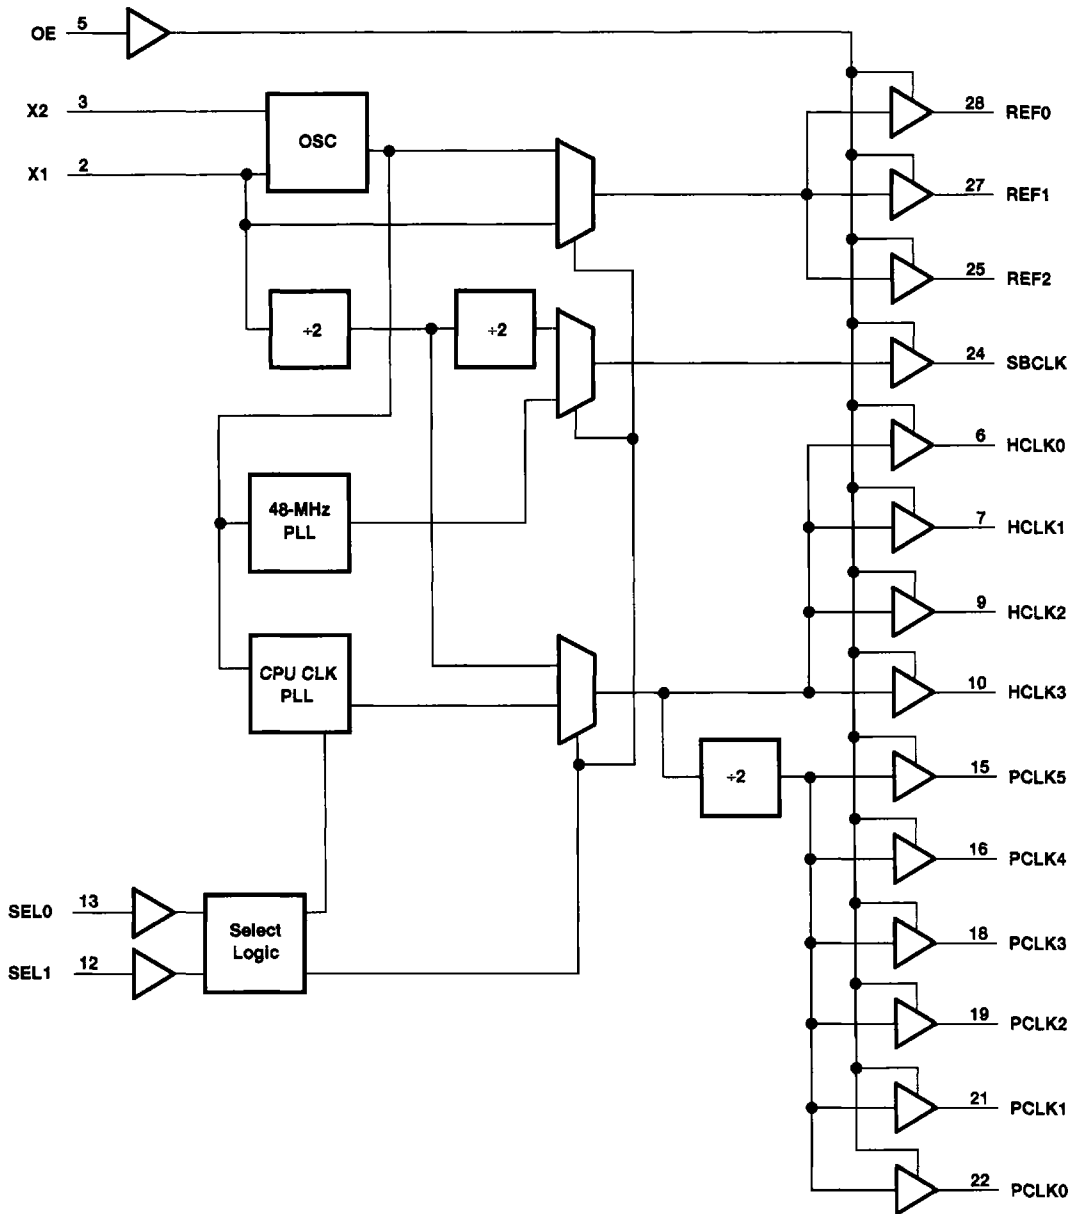 OE 5
X2 3
OSC
28 REF0
X1 2
27 REF1
25 REF2
÷2
÷2
24 SBCLK
6 HCLK0
48-MHz
PLL
7 HCLK1
9 HCLK2
CPU CLK
PLL
10 HCLK3
÷2
15 PCLK5
16 PCLK4
SEL0 13
Select
Logic
18 PCLK3
SEL1 12
19 PCLK2
21 PCLK1
22 PCLK0